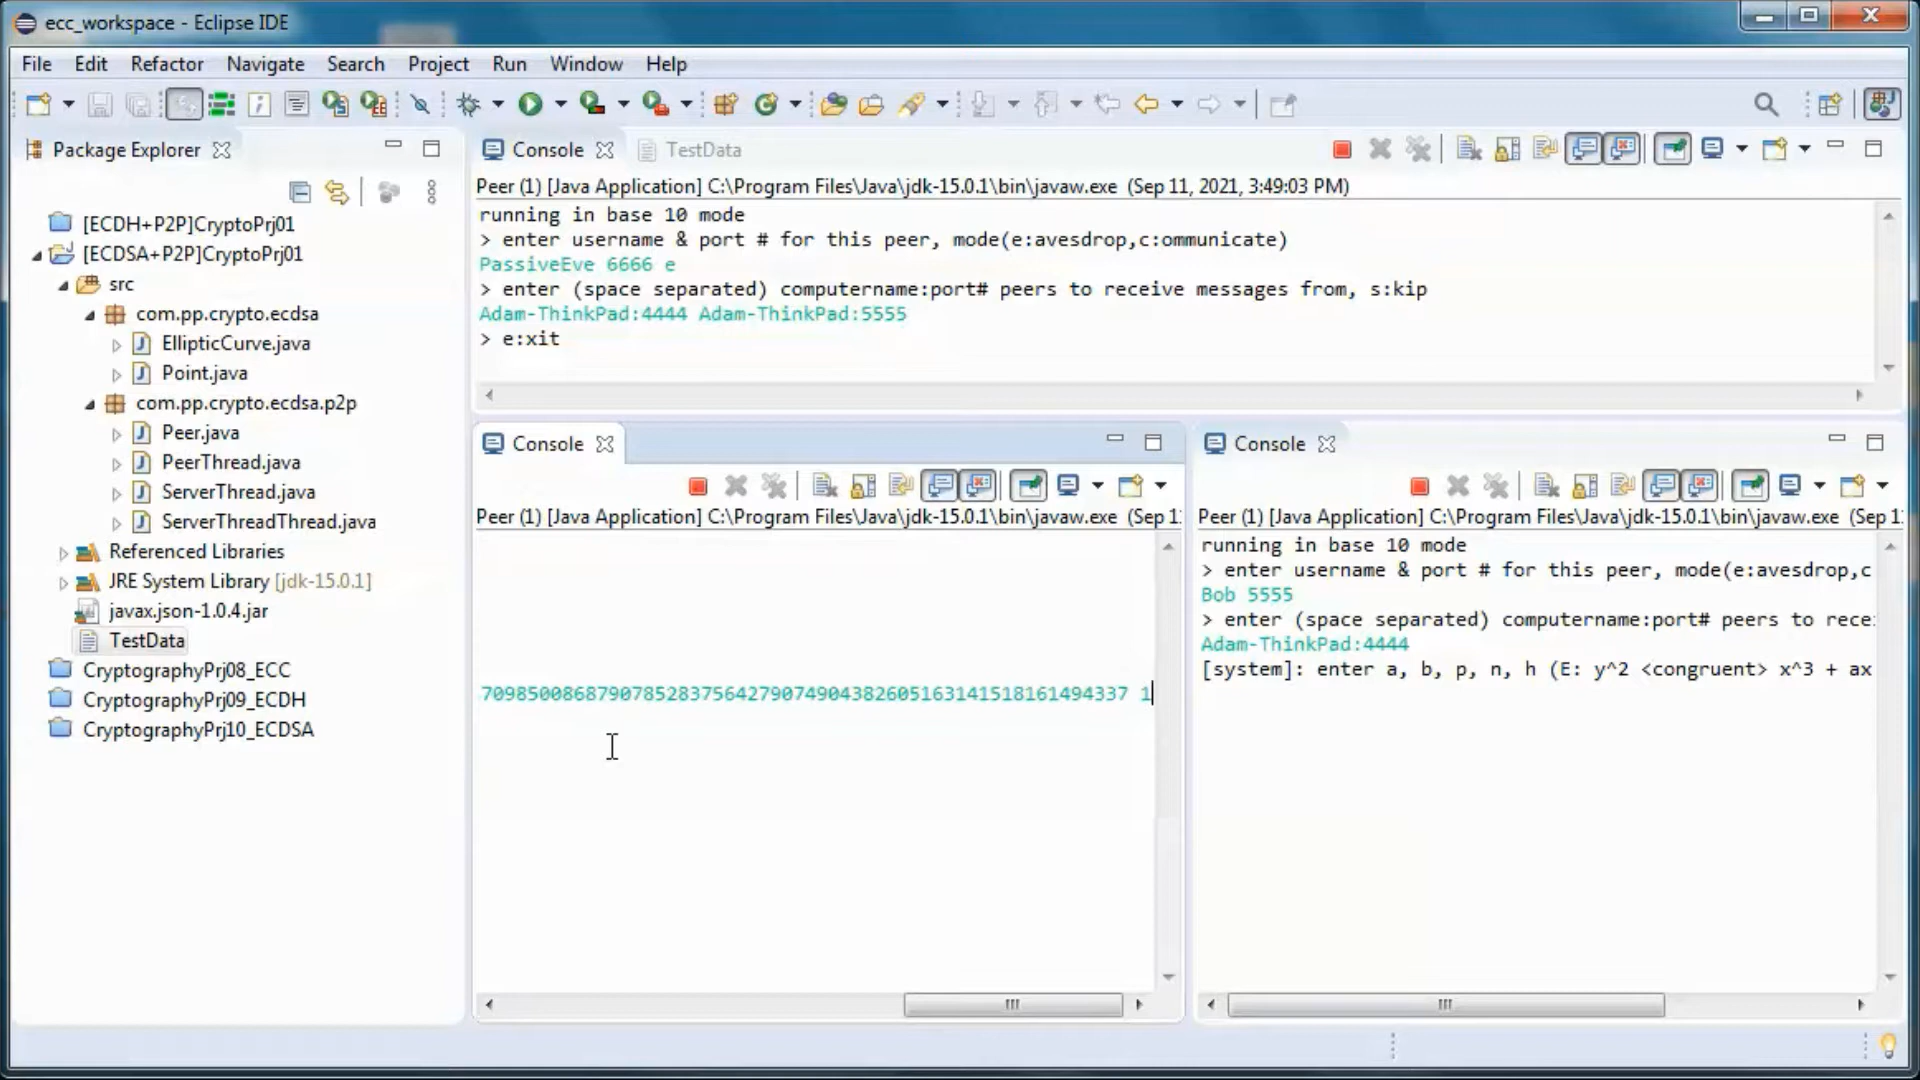 ecc_workspace - Eclipse IDE
File Edit Refactor Navigate Search Project Run Window Help
Package Explorer
[ECDH+P2P]CryptoPrj01
[ECDSA+P2P]CryptoPrj01
src
com.pp.crypto.ecdsa
EllipticCurve.java
Point.java
com.pp.crypto.ecdsa.p2p
Peer.java
PeerThread.java
ServerThread.java
ServerThreadThread.java
Referenced Libraries
JRE System Library [jdk-15.0.1]
javax.json-1.0.4.jar
TestData
CryptographyPrj08_ECC
CryptographyPrj09_ECDH
CryptographyPrj10_ECDSA
Console TestData
Peer (1) [Java Application] C:\Program Files\Java\jdk-15.0.1\bin\javaw.exe (Sep 11, 2021, 3:49:03 PM)
running in base 10 mode
> enter username & port # for this peer, mode(e:avesdrop,c:ommunicate)
PassiveEve 6666 e
> enter (space separated) computername:port# peers to receive messages from, s:kip
Adam-ThinkPad:4444 Adam-ThinkPad:5555
> e:xit
Console
Peer (1) [Java Application] C:\Program Files\Java\jdk-15.0.1\bin\javaw.exe (Sep 1
709850086879078528375642790749043826051631415181614943​37 1
Console
Peer (1) [Java Application] C:\Program Files\Java\jdk-15.0.1\bin\javaw.exe (Sep 1
running in base 10 mode
> enter username & port # for this peer, mode(e:avesdrop,c
Bob 5555
> enter (space separated) computername:port# peers to rece
Adam-ThinkPad:4444
[system]: enter a, b, p, n, h (E: y^2 <congruent> x^3 + ax